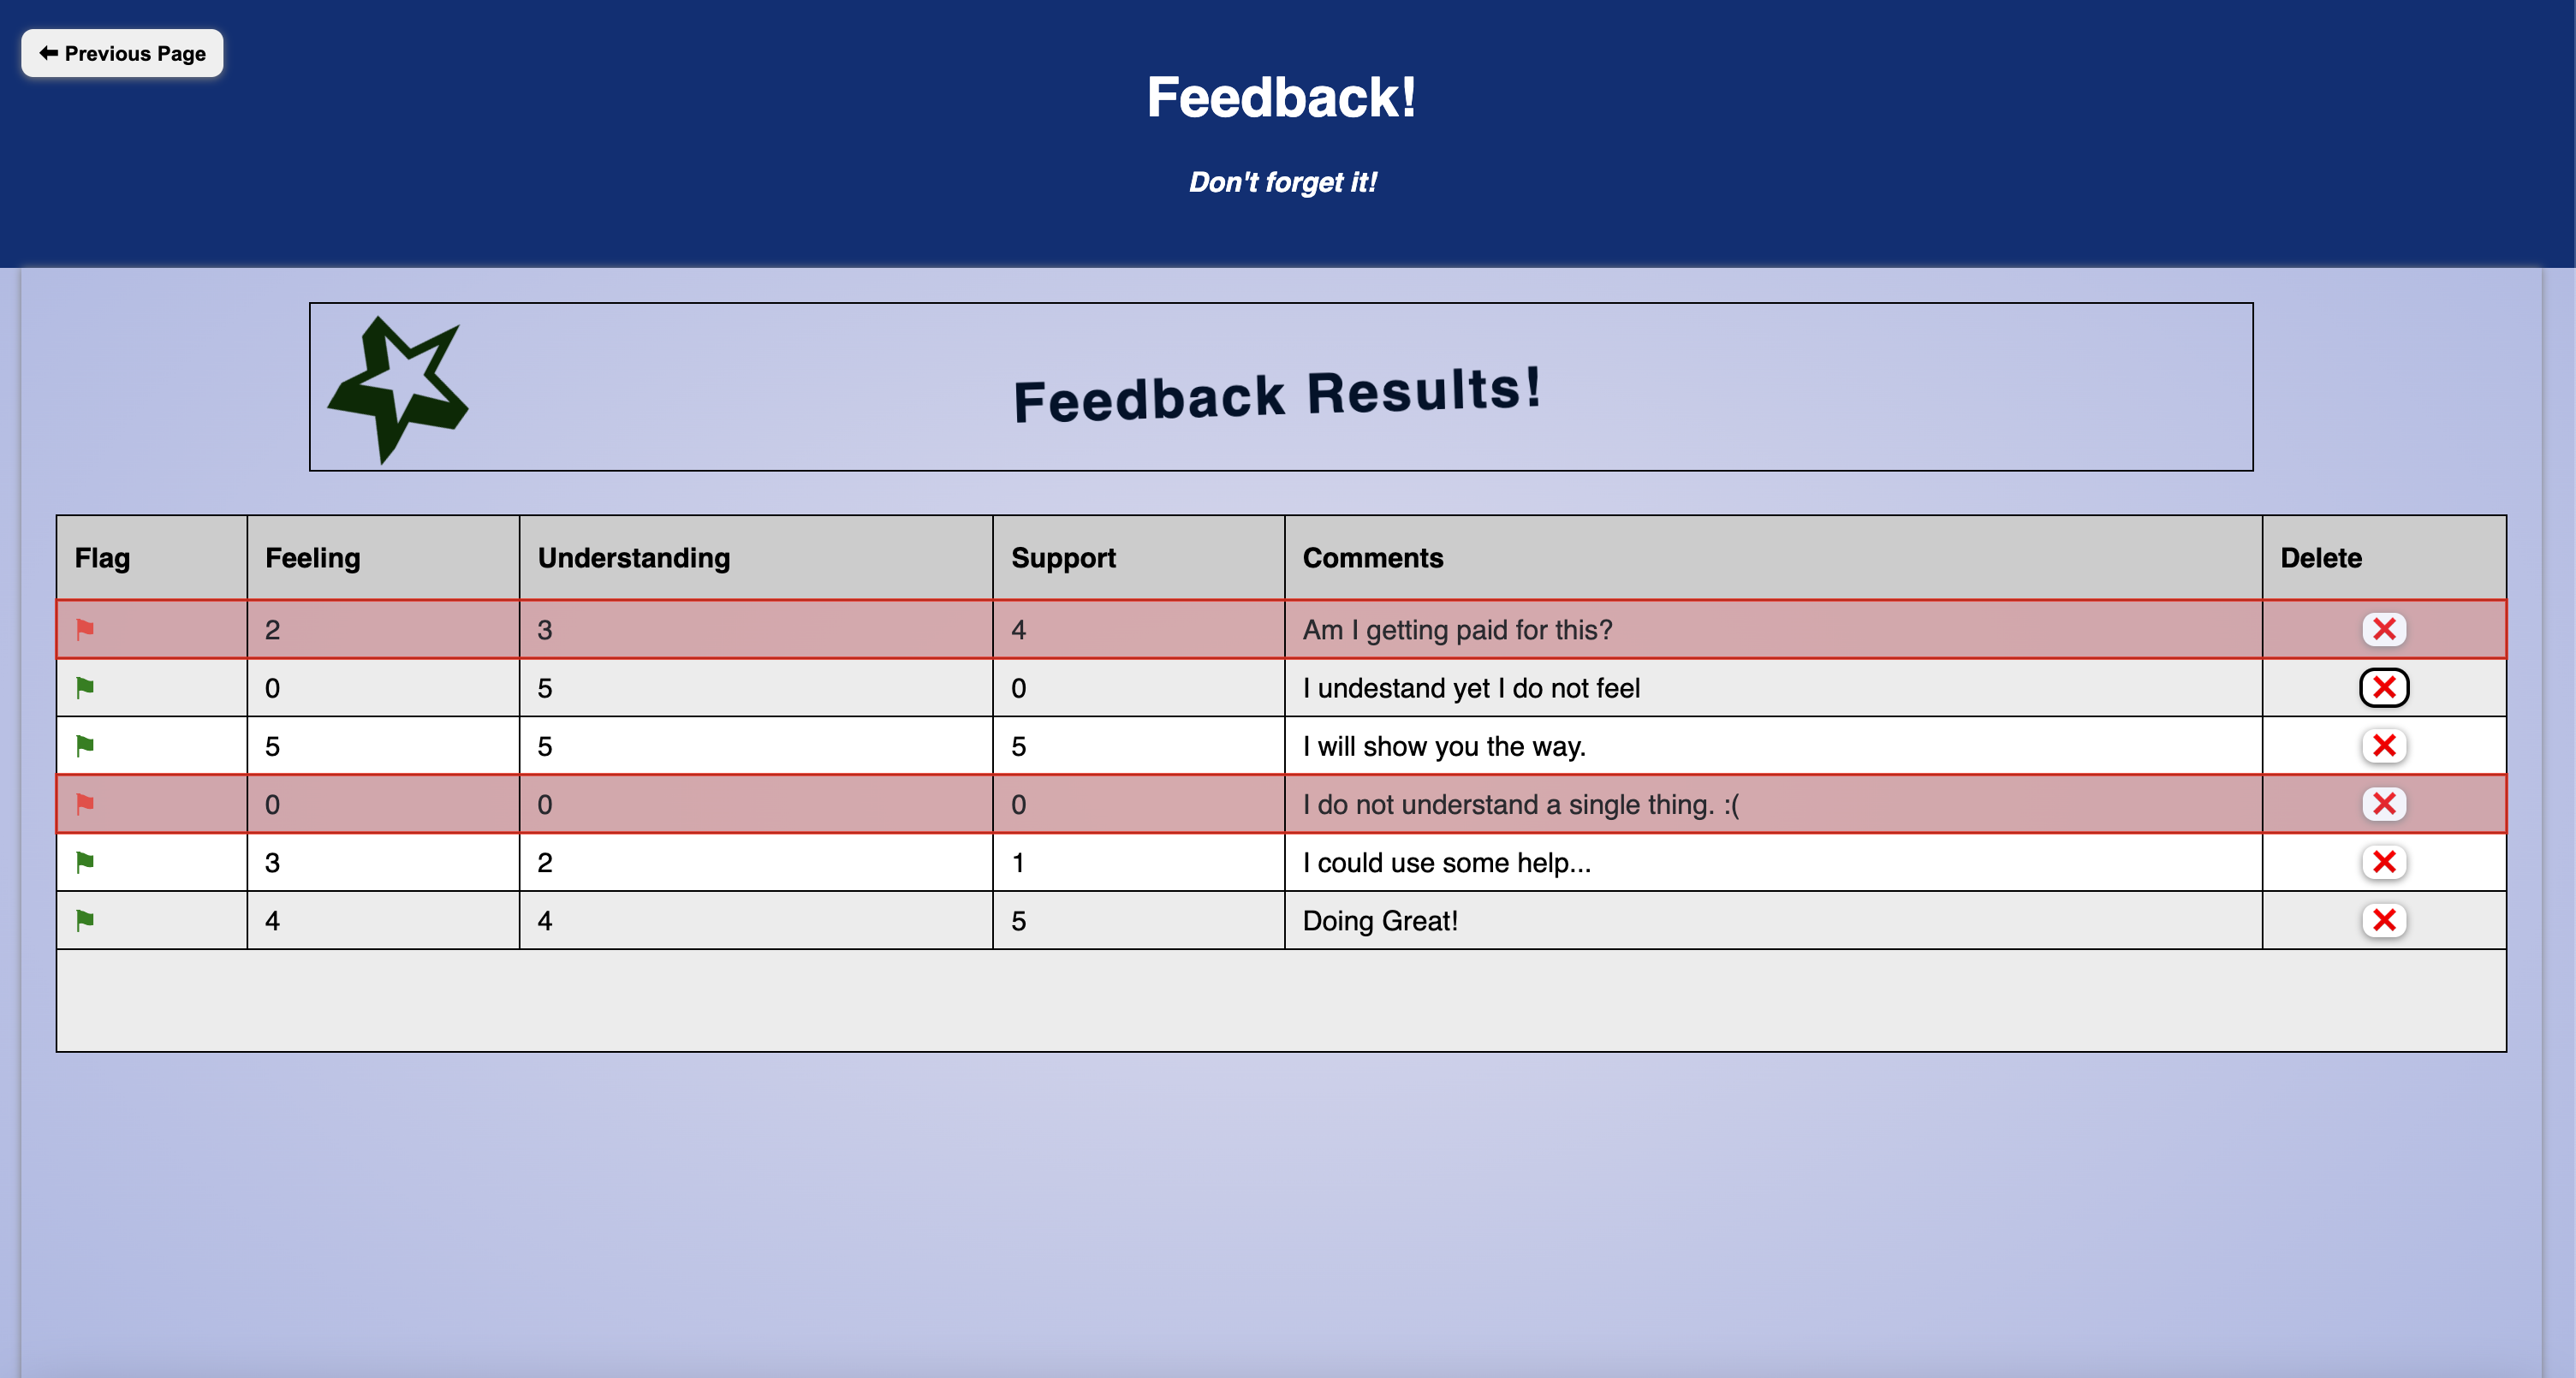 Previous Page
Feedback!
Don't forget it!
Feedback Results!
Flag Feeling Understanding Support Comments Delete
2 3 4 Am I getting paid for this?
0 5 0 I undestand yet I do not feel
5 5 5 I will show you the way.
0 0 0 I do not understand a single thing. :(
3 2 1 I could use some help...
4 4 5 Doing Great!